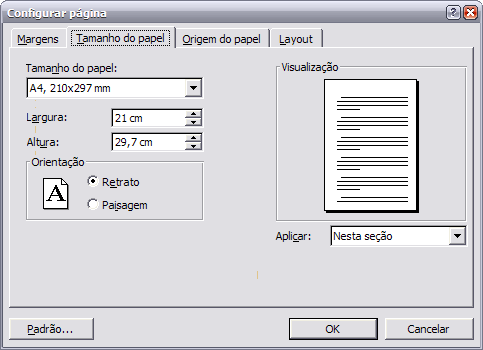 Configurar página
Margens
Tamanho do papel
Origem do papel
Layout
Tamanho do papel:
A4, 210x297 mm
Visualização
Largura:
21 cm
Altura:
29,7 cm
Orientação
A
Retrato
Paisagem
Aplicar:
Nesta seção
Padrão...
OK
Cancelar